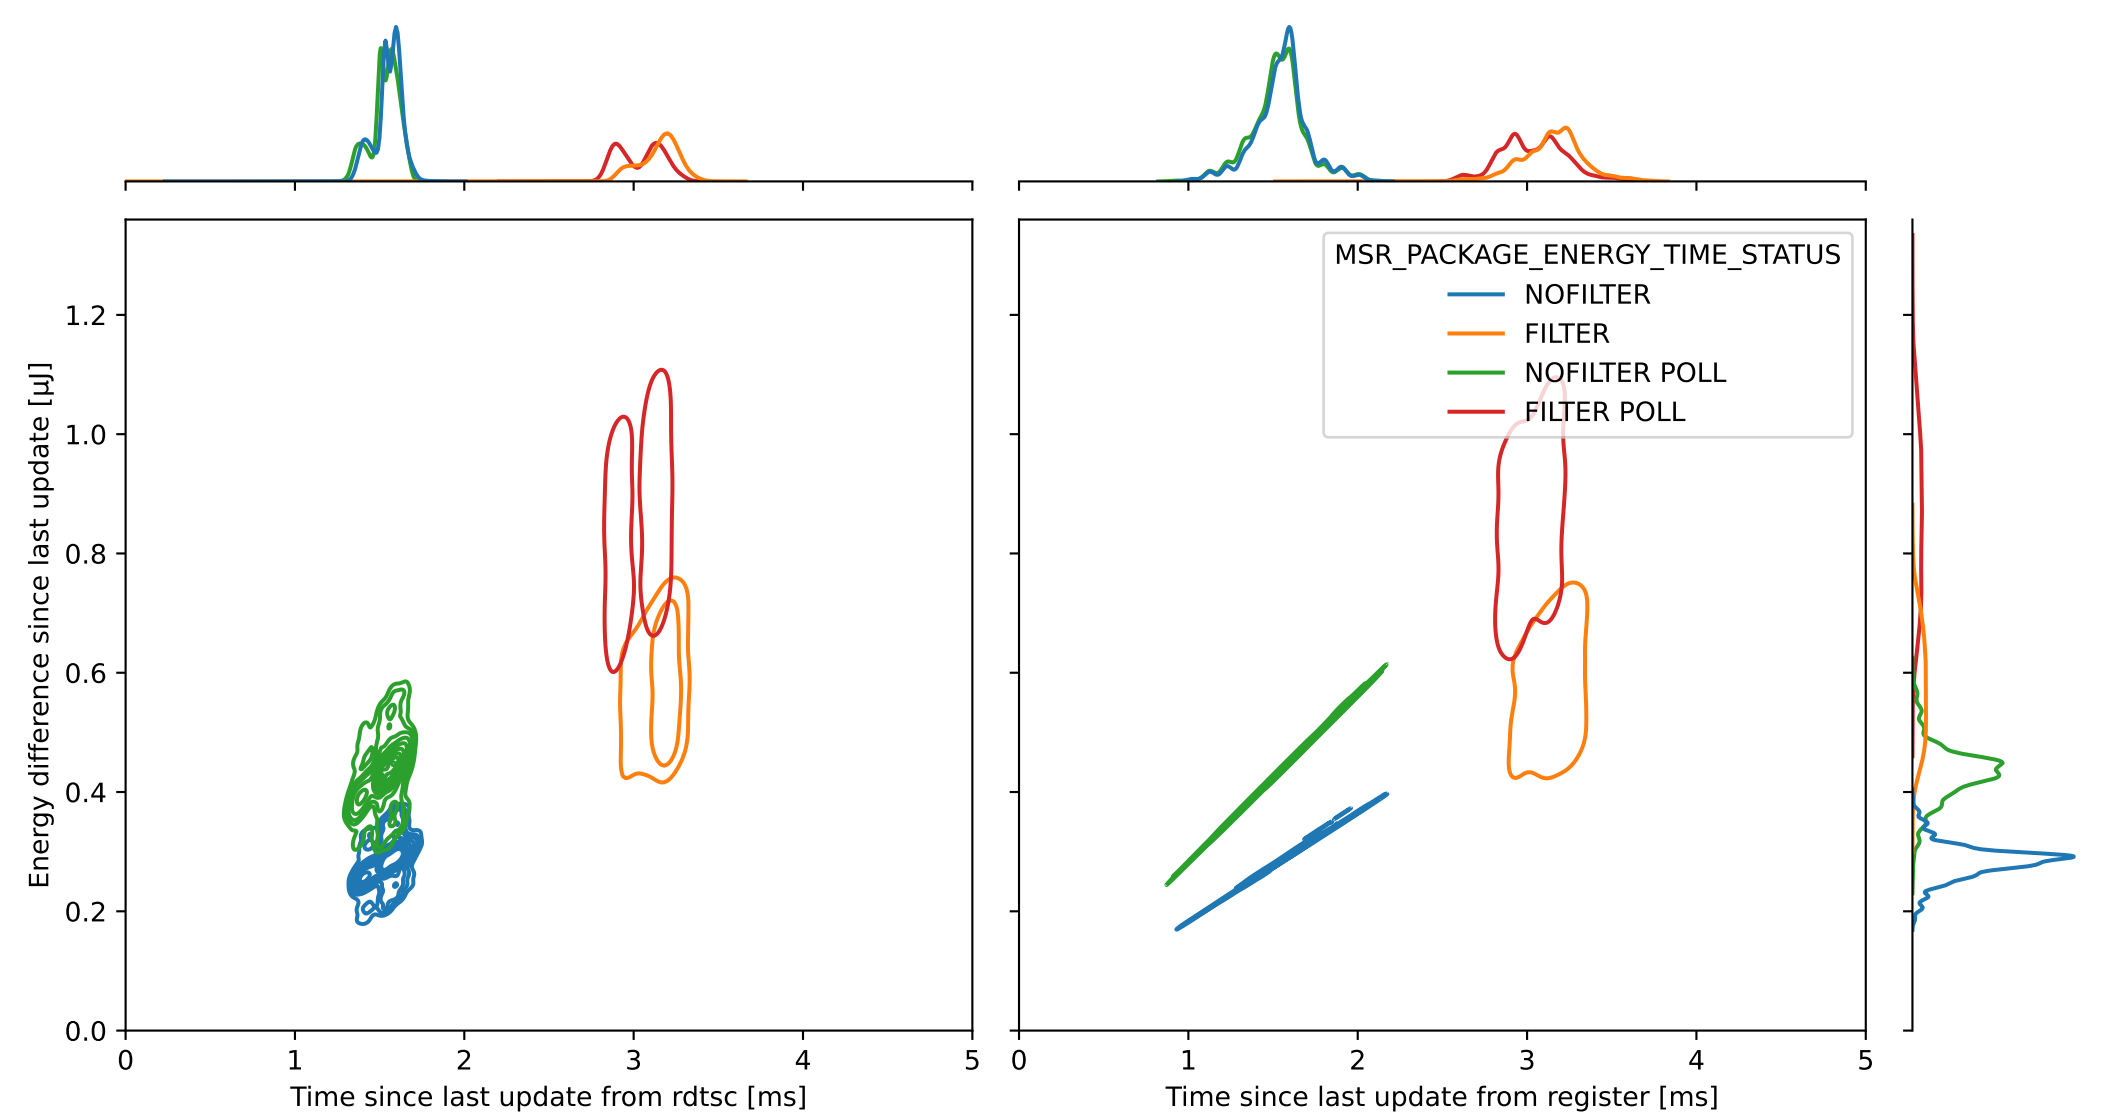 MSR_PACKAGE_ENERGY_TIME_STATUS
NOFILTER
FILTER
NOFILTER POLL
FILTER POLL
Energy difference since last update [µJ]
1.2
1.0
0.8
0.6
0.4
0.2
0.0
0 1 2 3 4 5
0 1 2 3 4 5
Time since last update from rdtsc [ms]
Time since last update from register [ms]